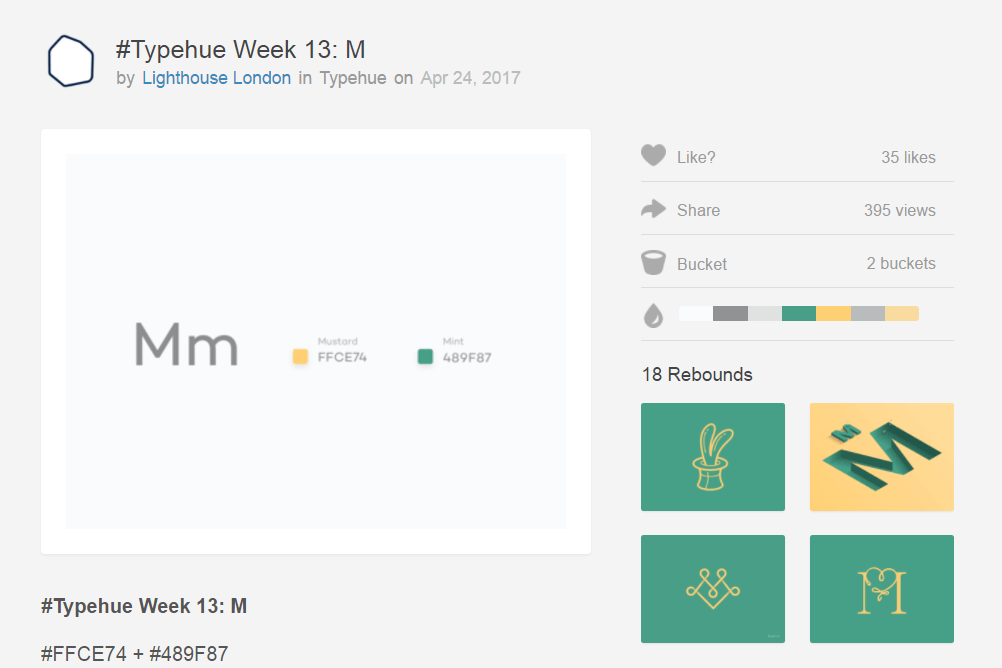 #Typehue Week 13: M
by Lighthouse London in Typehue on Apr 24, 2017
Mm
Mustard
FFCE74
Mint
489F87
Like?
35 likes
Share
395 views
Bucket
2 buckets
18 Rebounds
M
M
M
#Typehue Week 13: M
#FFCE74 + #489F87